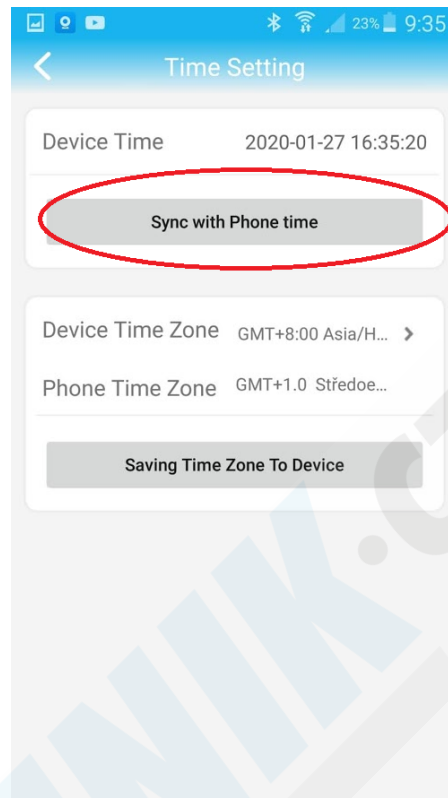 23% 9:35
Time Setting
Device Time 2020-01-27 16:35:20
Sync with Phone time
Device Time Zone GMT+8:00 Asia/H...
Phone Time Zone GMT+1.0 Středoe...
Saving Time Zone To Device